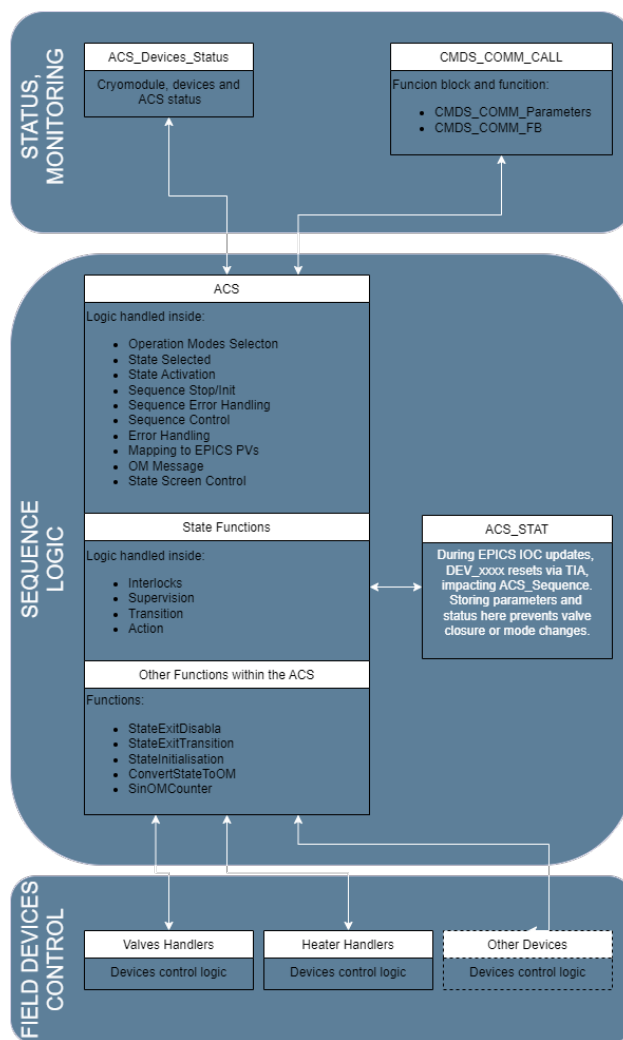 STATUS,
MONITORING
ACS_Devices_Status
Cryomodule, devices and
ACS status
CMDS_COMM_CALL
Funcion block and funcition:
• CMDS_COMM_Parameters
• CMDS_COMM_FB
SEQUENCE
LOGIC
ACS
Logic handled inside:
• Operation Modes Selecton
• State Selected
• State Activation
• Sequence Stop/Init
• Sequence Error Handling
• Sequence Control
• Error Handling
• Mapping to EPICS PVs
• OM Message
• State Screen Control
State Functions
Logic handled inside:
• Interlocks
• Supervision
• Transition
• Action
Other Functions within the ACS
Functions:
• StateExitDisabla
• StateExitTransition
• StateInitialisation
• ConvertStateToOM
• SinOMCounter
ACS_STAT
During EPICS IOC updates,
DEV_xxxx resets via TIA,
impacting ACS_Sequence.
Storing parameters and
status here prevents valve
closure or mode changes.
FIELD DEVICES
CONTROL
Valves Handlers
Devices control logic
Heater Handlers
Devices control logic
Other Devices
Devices control logic